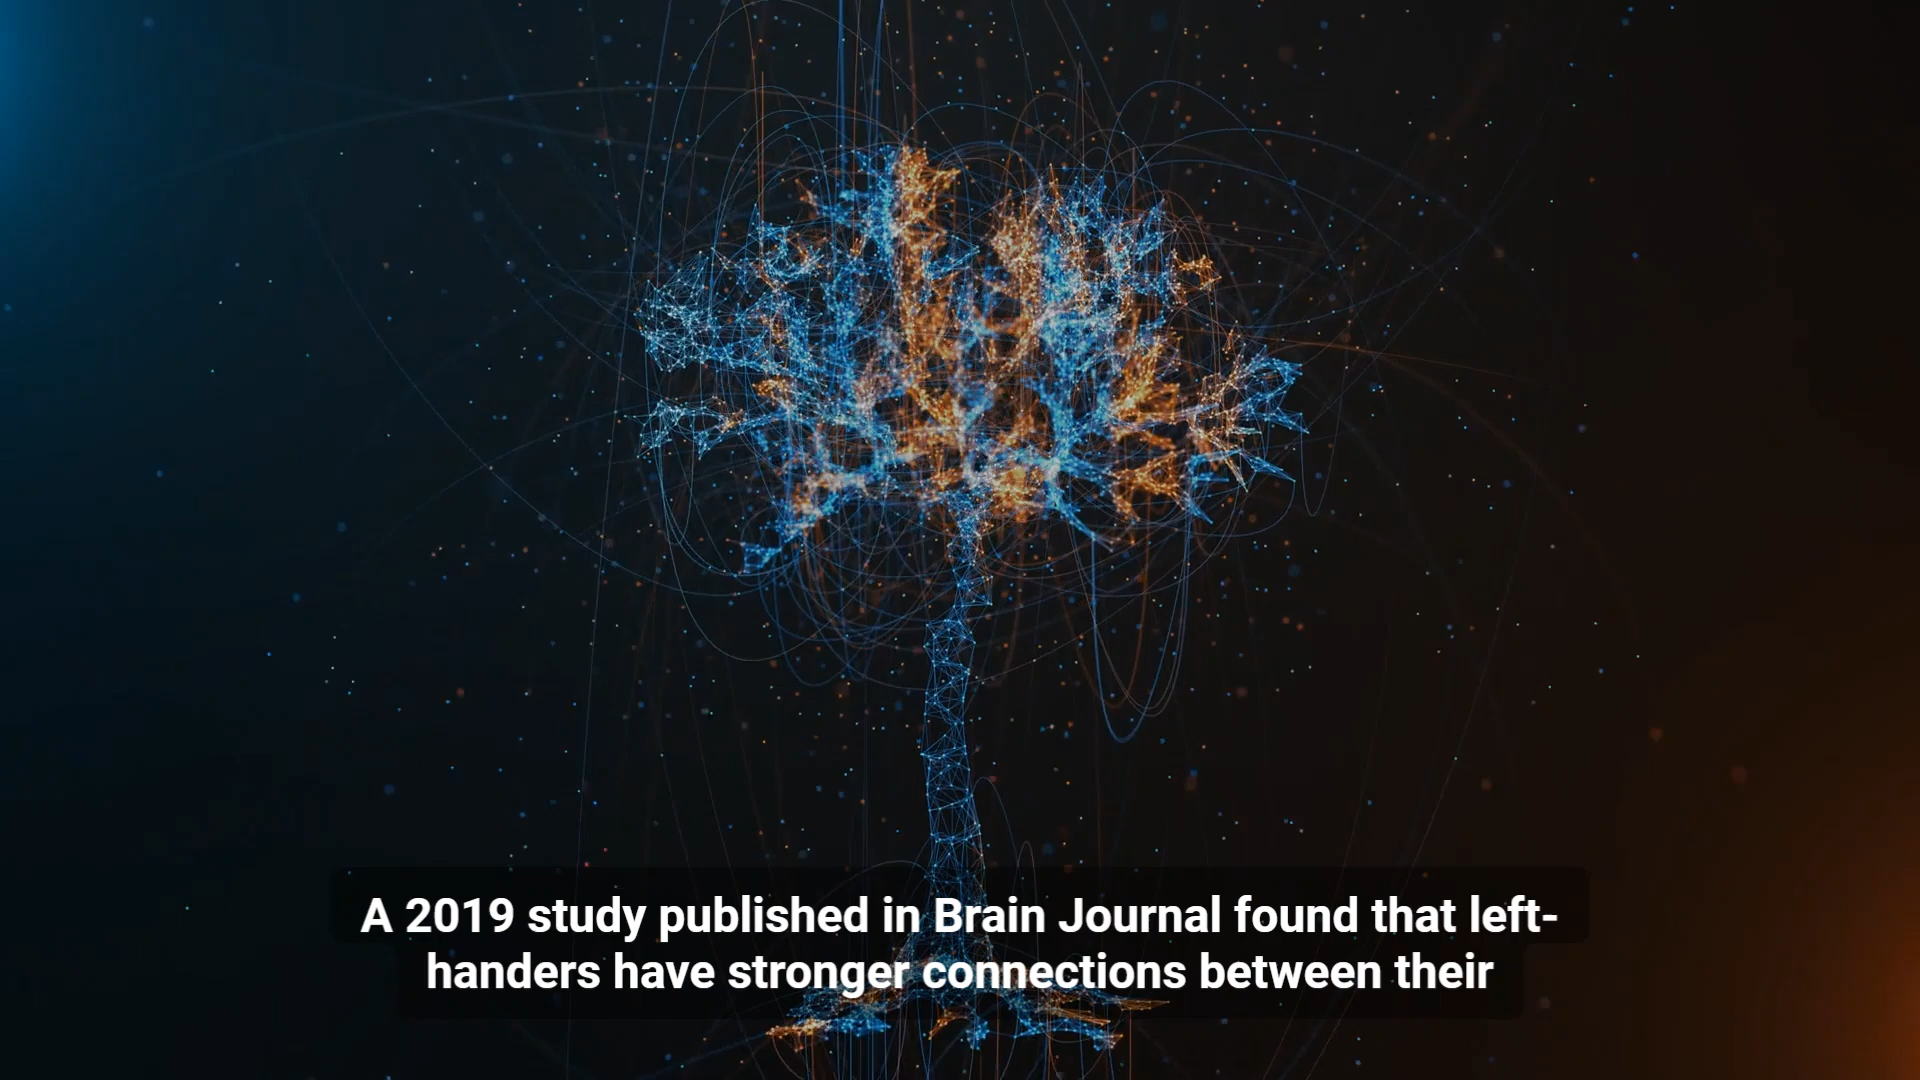 A 2019 study published in Brain Journal found that left-
handers have stronger connections between their